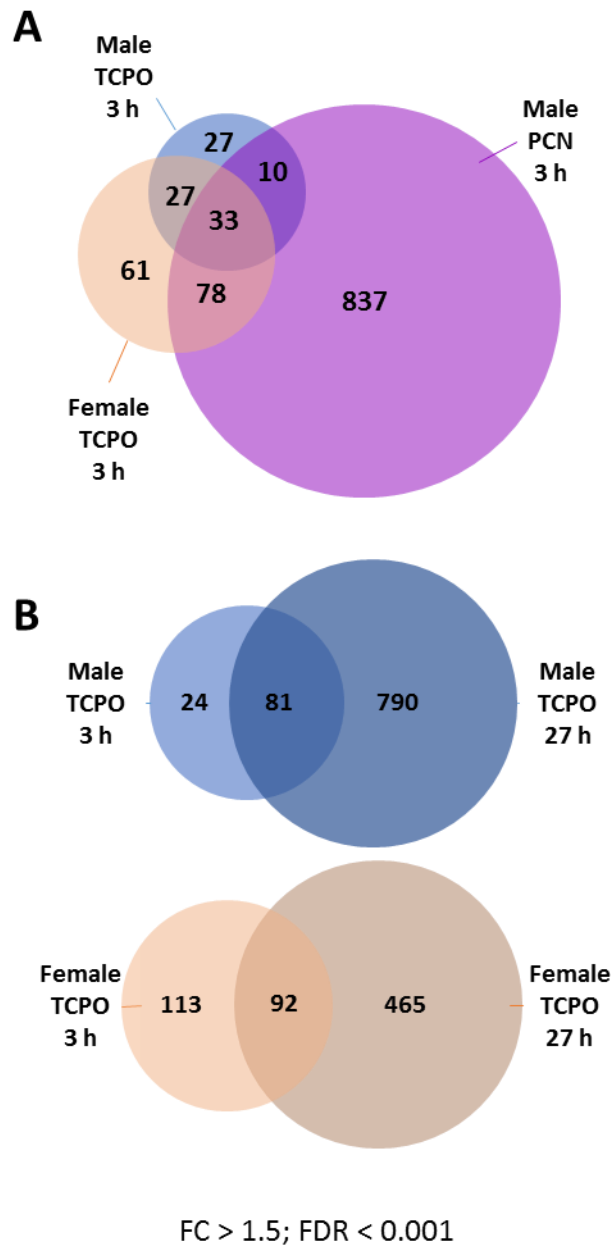 A
Male
TCPO
3 h
27
10
Male
PCN
3 h
27
33
61
78
837
Female
TCPO
3 h
B
Male
TCPO
3 h
24
81
790
Male
TCPO
27 h
Female
TCPO
3 h
113
92
465
Female
TCPO
27 h
FC > 1.5; FDR < 0.001